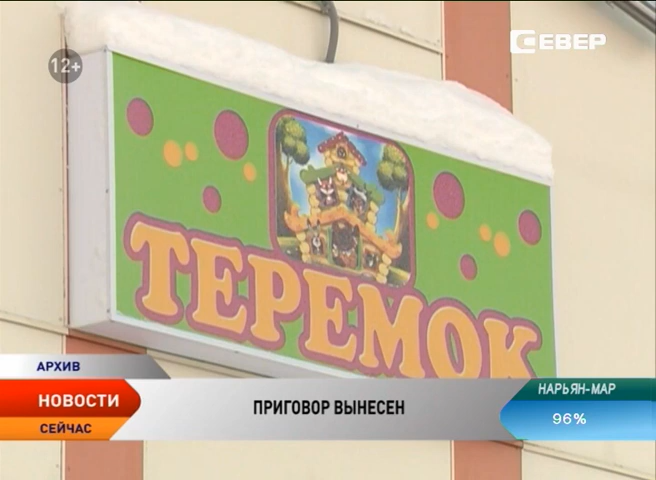 12+
СЕВЕР
ТЕРЕМОК
АРХИВ
НОВОСТИ
СЕЙЧАС
ПРИГОВОР ВЫНЕСЕН
НАРЬЯН-МАР
96%